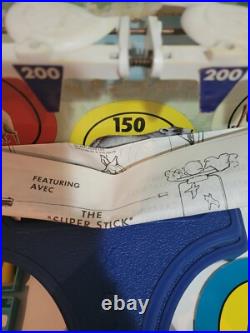 200
200
150
FEATURING
AVEC
THE
"SUPER STICK"